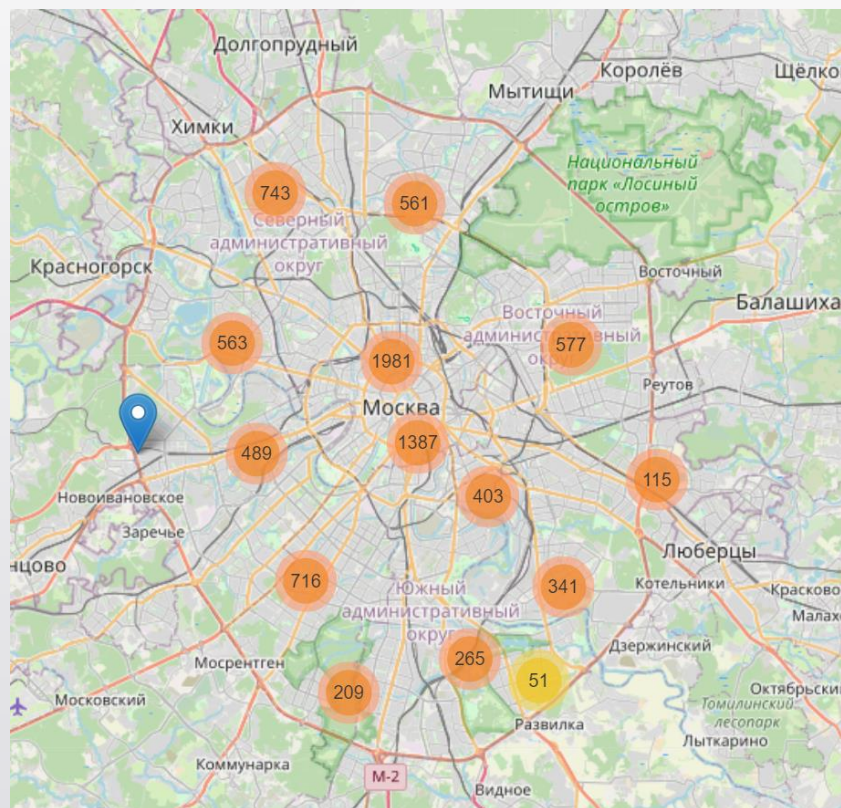 Долгопрудный
Королёв
Щёлко
Мытищи
Химки
Национальный
парк «Лосиный
остров»
743
561
Северный
административный
округ
Красногорск
Восточный
Балашиха
Восточный
административный
округ
563
577
1981
Реутов
Москва
1387
489
115
Новоивановское
403
Заречье
Люберцы
нцово
716
341
Котельники
Южный
административный
округ
Красково
Малах
Дзержинский
265
Мосрентген
209
51
Московский
Октябрьски
Томилинский
лесопарк
Развилка
Лыткарино
Коммунарка
М-2
Видное